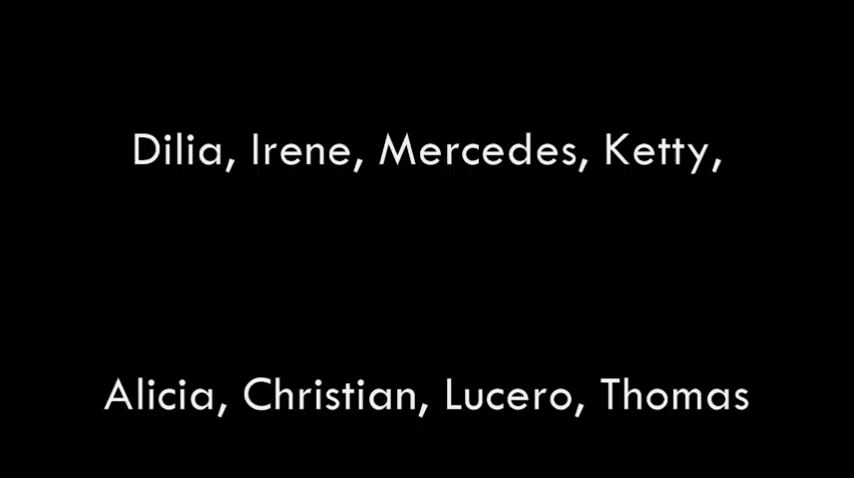 Dilia, Irene, Mercedes, Ketty,
Alicia, Christian, Lucero, Thomas